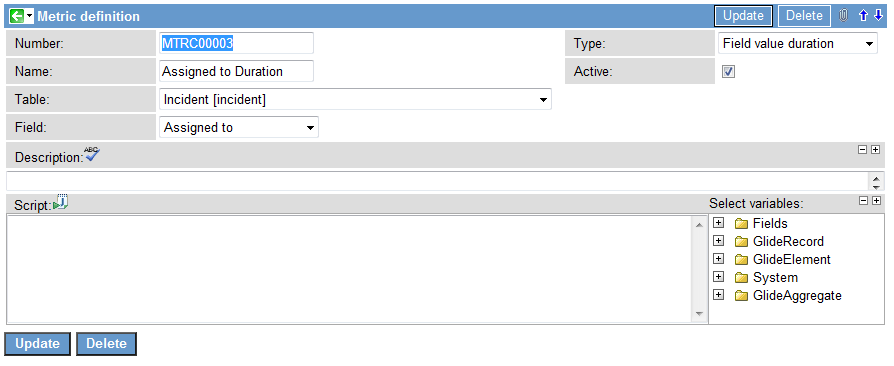 Metric definition Update Delete
Number: MTRC00003 Type: Field value duration
Name: Assigned to Duration Active:
Table: Incident [incident]
Field: Assigned to
Description: ABC
Script: Select variables:
Fields
GlideRecord
GlideElement
System
GlideAggregate
Update Delete